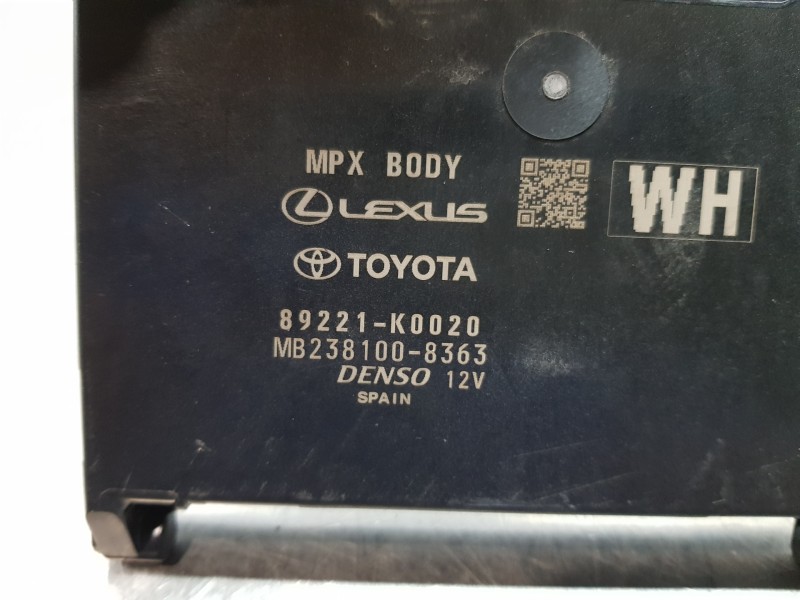 MPX BODY
LEXUS
WH
TOYOTA
89221-K0020
MB238100-8363
DENSO 12V
SPAIN